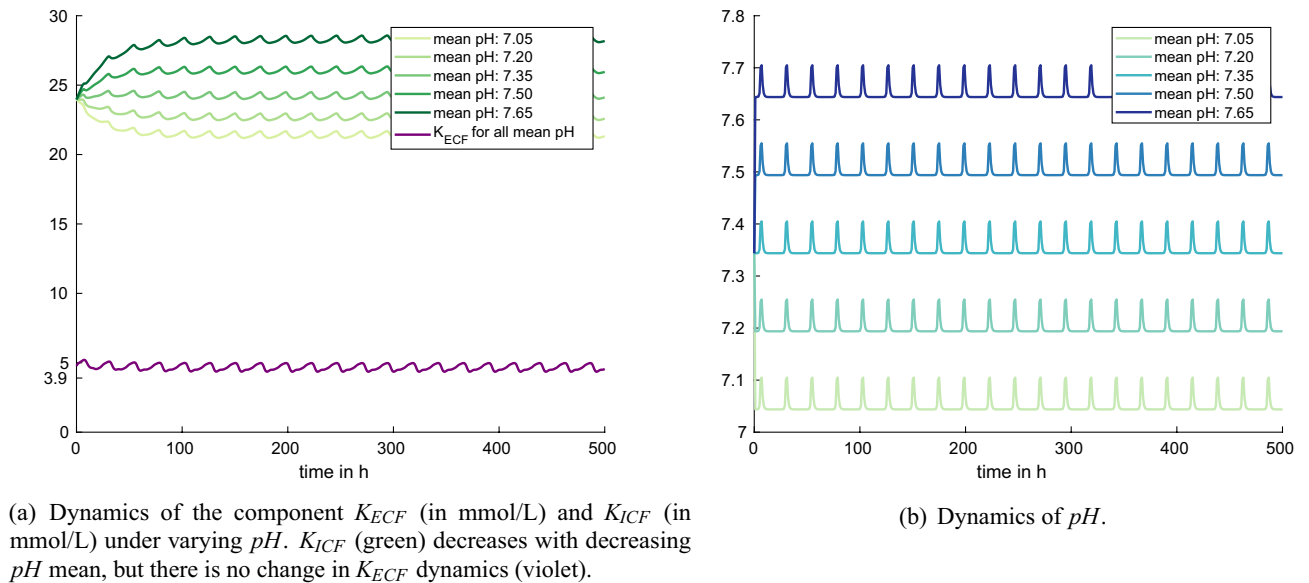 30
25
20
15
10
5
3.9
0
0
100
200
300
400
500
time in h
mean pH: 7.05
mean pH: 7.20
mean pH: 7.35
mean pH: 7.50
mean pH: 7.65
K_ECF for all mean pH
(a) Dynamics of the component K_ECF (in mmol/L) and K_ICF (in
mmol/L) under varying pH. K_ICF (green) decreases with decreasing
pH mean, but there is no change in K_ECF dynamics (violet).
7.8
7.7
7.6
7.5
7.4
7.3
7.2
7.1
7
0
100
200
300
400
500
time in h
mean pH: 7.05
mean pH: 7.20
mean pH: 7.35
mean pH: 7.50
mean pH: 7.65
(b) Dynamics of pH.